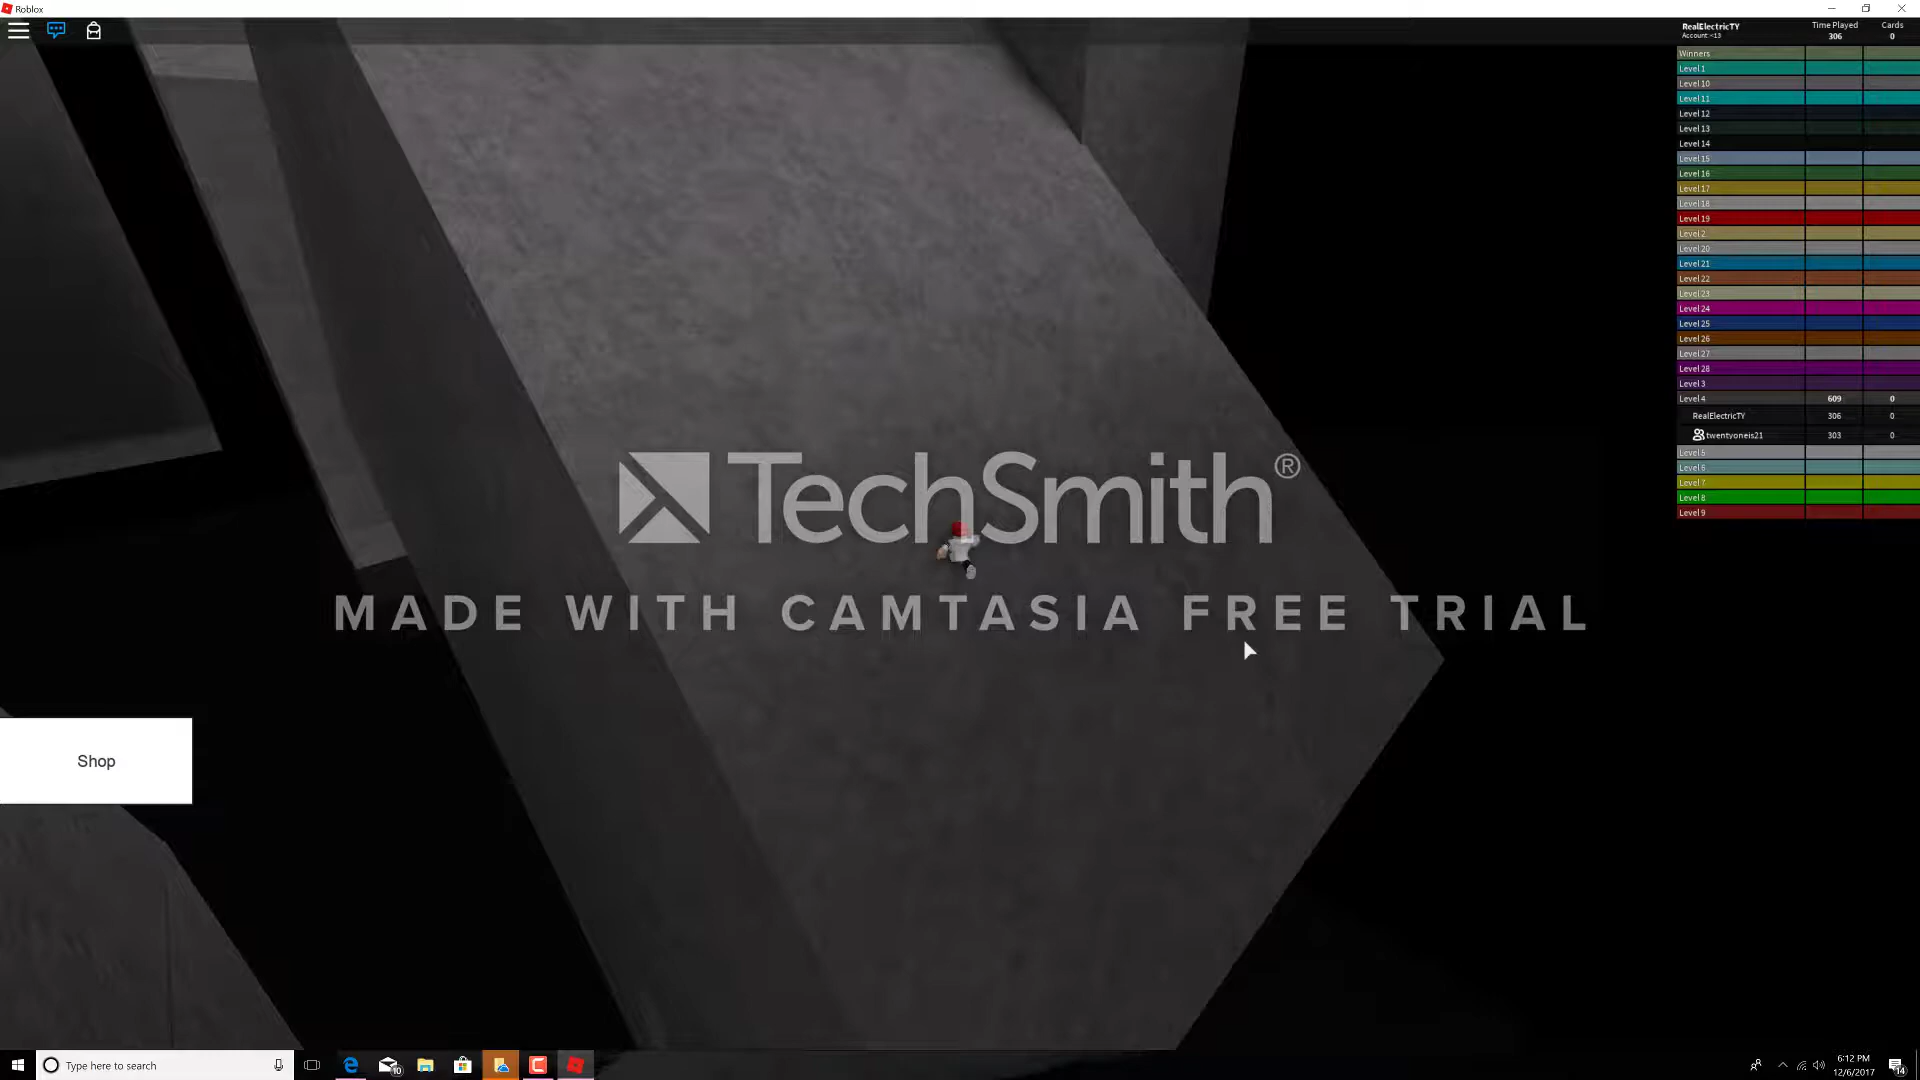 Roblox
RealElectricTY
Account: <13
Time Played
306
Cards
0
Winners
Level 1
Level 10
Level 11
Level 12
Level 13
Level 14
Level 15
Level 16
Level 17
Level 18
Level 19
Level 2
Level 20
Level 21
Level 22
Level 23
Level 24
Level 25
Level 26
Level 27
Level 28
Level 3
Level 4 609 0
RealElectricTY 306 0
twentyoneis21 303 0
Level 5
Level 6
Level 7
Level 8
Level 9
TechSmith®
MADE WITH CAMTASIA FREE TRIAL
Shop
Type here to search
10
6:12 PM
12/6/2017
14